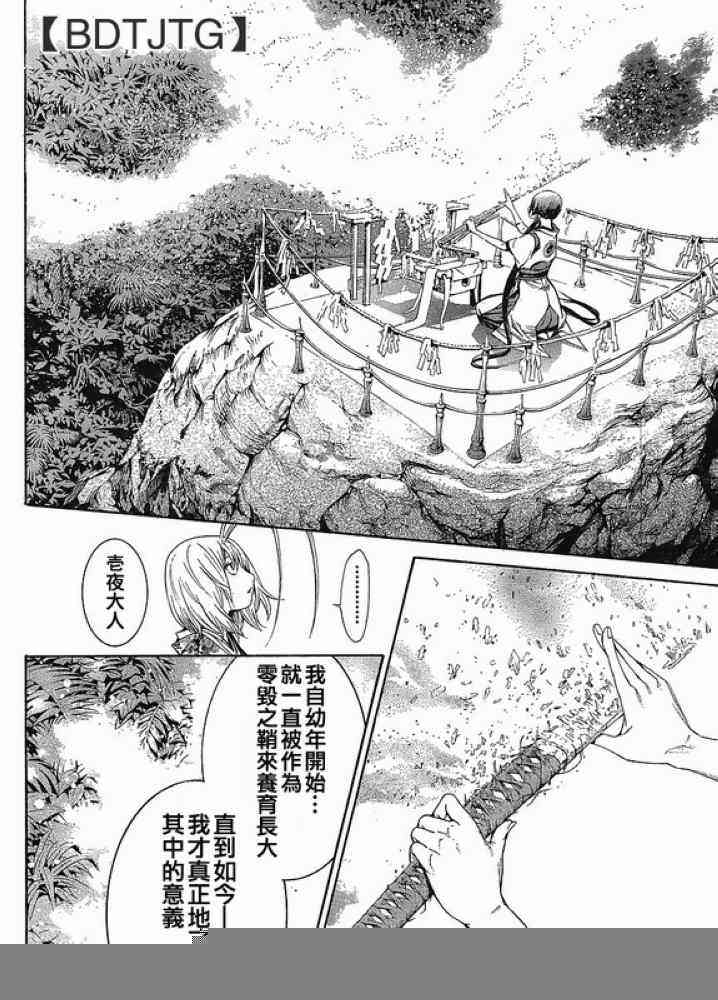 【BDTJTG】
………
壱夜大人
我自幼年開始…
就一直被作為
零毀之鞘來養育長大
直到如今—
我才真正地
其中的意義